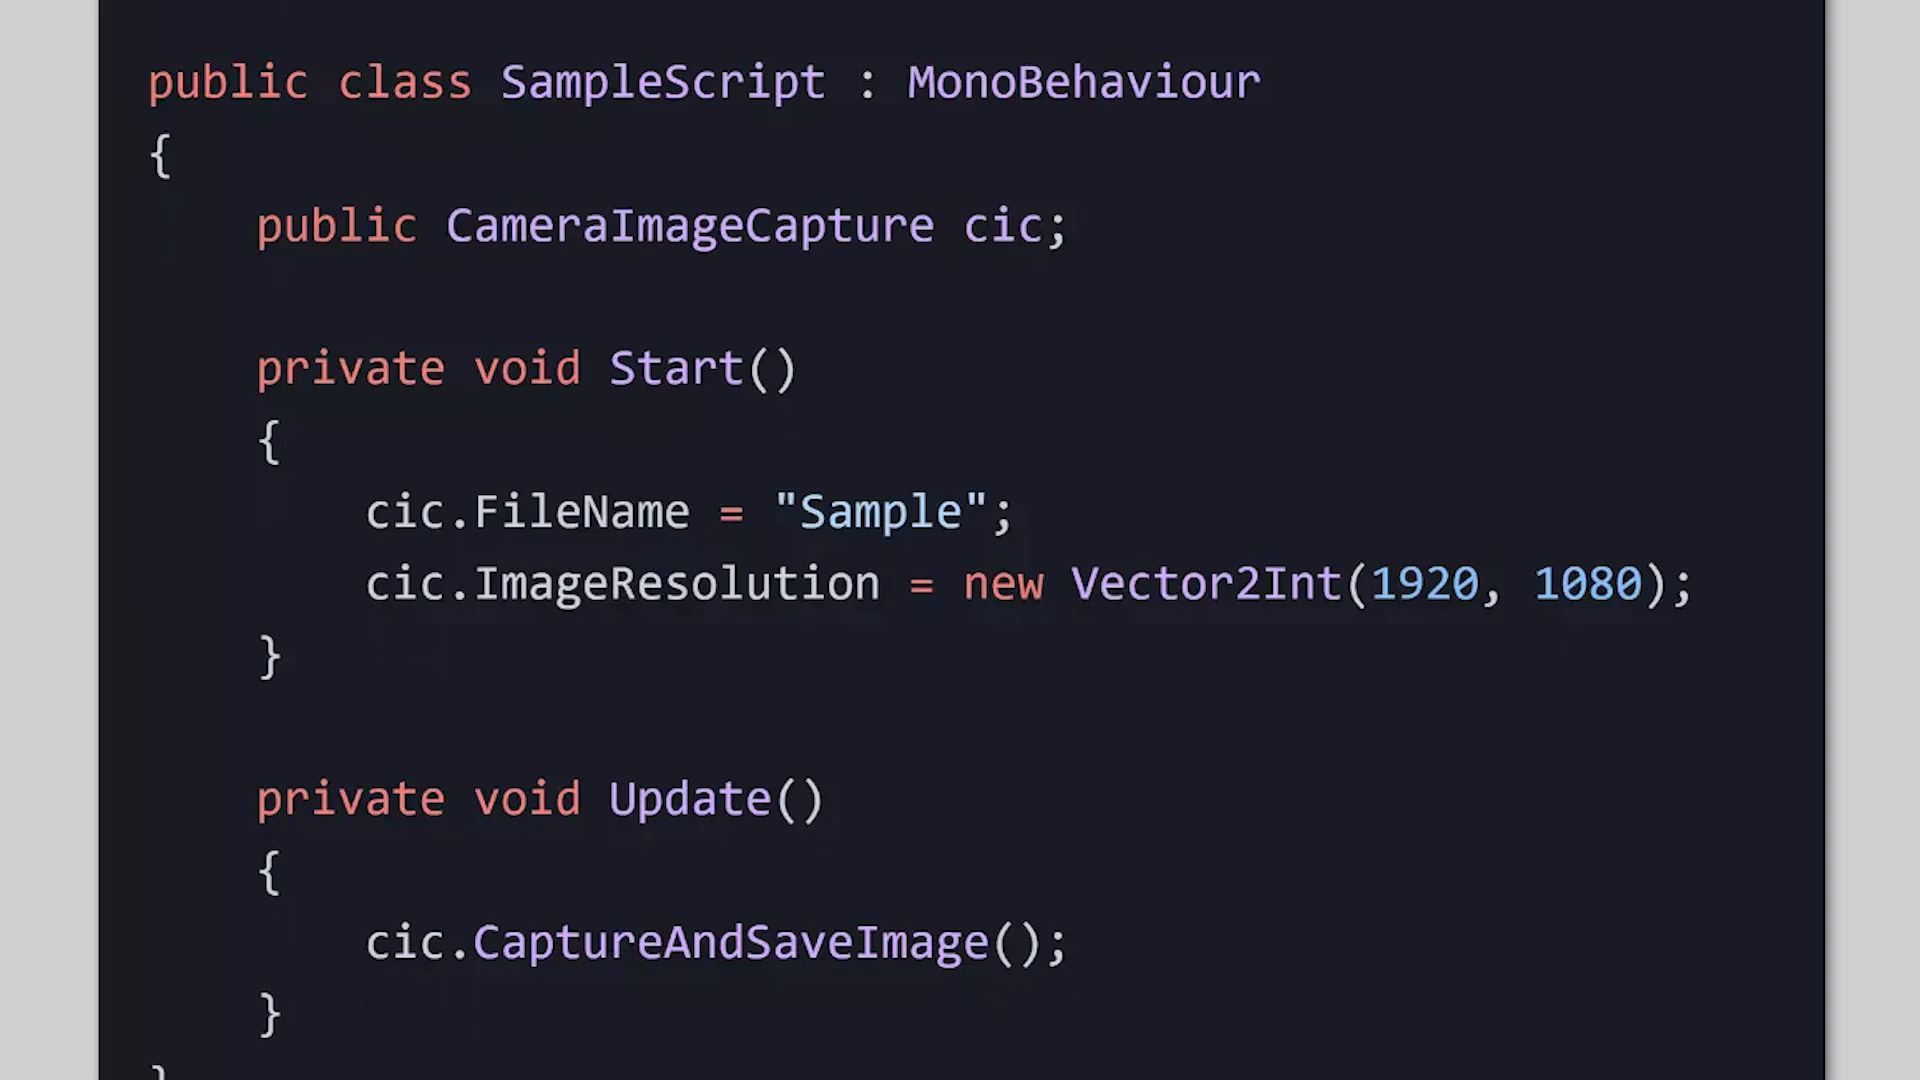 public class SampleScript : MonoBehaviour
{
    public CameraImageCapture cic;

    private void Start()
    {
        cic.FileName = "Sample";
        cic.ImageResolution = new Vector2Int(1920, 1080);
    }

    private void Update()
    {
        cic.CaptureAndSaveImage();
    }
}